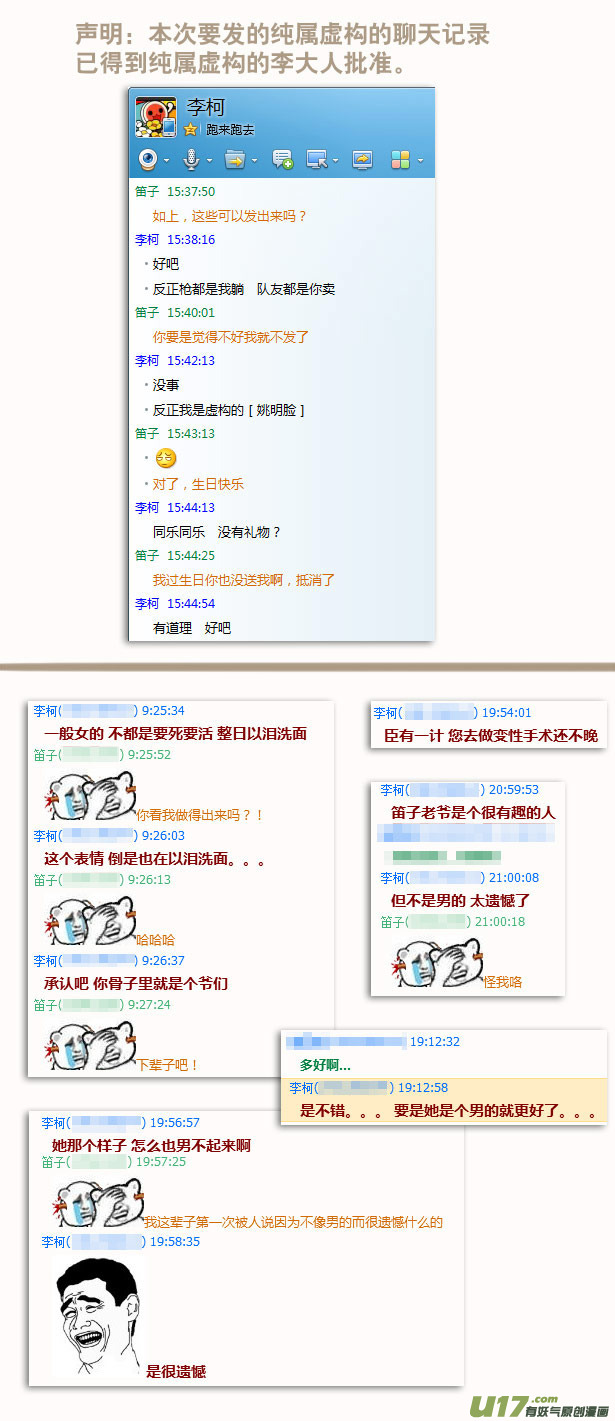 声明：本次要发的纯属虚构的聊天记录
已得到纯属虚构的李大人批准。
李柯
跑来跑去
笛子 15:37:50
如上，这些可以发出来吗？
李柯 15:38:16
好吧
反正枪都是我躺 队友都是你卖
笛子 15:40:01
你要是觉得不好我就不发了
李柯 15:42:13
没事
反正我是虚构的 [ 姚明脸 ]
笛子 15:43:13
对了，生日快乐
李柯 15:44:13
同乐同乐 没有礼物？
笛子 15:44:25
我过生日你也没送我啊，抵消了
李柯 15:44:54
有道理 好吧
李柯( ) 9:25:34
一般女的 不都是要死要活 整日以泪洗面
笛子( ) 9:25:52
你看我做得出来吗？！
李柯( ) 9:26:03
这个表情 倒是也在以泪洗面。。。
笛子( ) 9:26:13
哈哈哈
李柯( ) 9:26:37
承认吧 你骨子里就是个爷们
笛子( ) 9:27:24
下辈子吧！
李柯( ) 19:54:01
臣有一计 您去做变性手术还不晚
李柯( ) 20:59:53
笛子老爷是个很有趣的人
李柯( ) 21:00:08
但不是男的 太遗憾了
笛子( ) 21:00:18
怪我咯
19:12:32
多好啊...
李柯( ) 19:12:58
是不错。。。 要是她是个男的就更好了。。。
李柯( ) 19:56:57
她那个样子 怎么也男不起来啊
笛子( ) 19:57:25
我这辈子第一次被人说因为不像男的而很遗憾什么的
李柯( ) 19:58:35
是很遗憾
U17.com
有妖气原创漫画